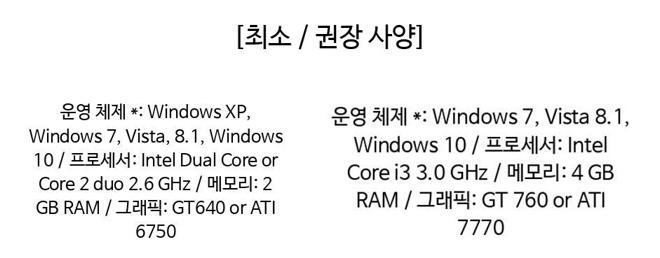 [최소 / 권장 사양]
운영 체제 *: Windows XP,
Windows 7, Vista, 8.1, Windows
10 / 프로세서: Intel Dual Core or
Core 2 duo 2.6 GHz / 메모리: 2
GB RAM / 그래픽: GT640 or ATI
6750
운영 체제 *: Windows 7, Vista 8.1,
Windows 10 / 프로세서: Intel
Core i3 3.0 GHz / 메모리: 4 GB
RAM / 그래픽: GT 760 or ATI
7770